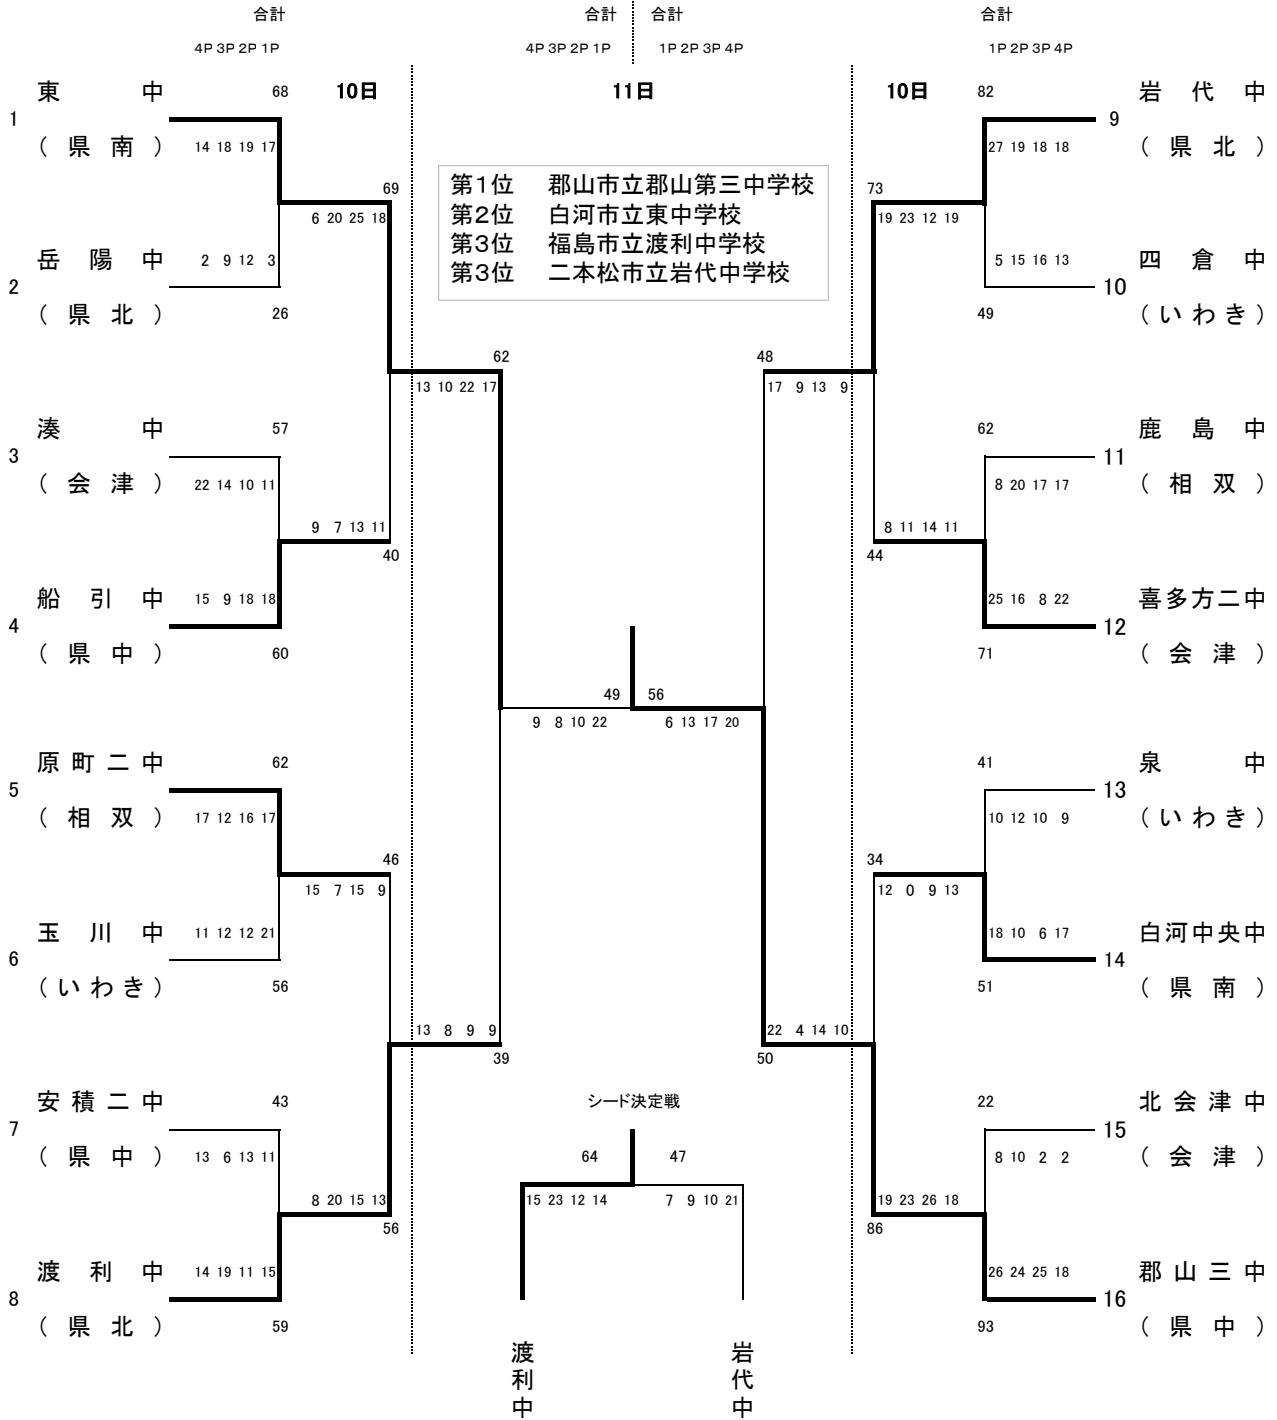 合計 合計 合計 合計
4P 3P 2P 1P 4P 3P 2P 1P 1P 2P 3P 4P 1P 2P 3P 4P
10日 11日 10日
第1位 郡山市立郡山第三中学校
第2位 白河市立東中学校
第3位 福島市立渡利中学校
第3位 二本松市立岩代中学校
1 東中 68
(県南) 14 18 19 17
69
6 20 25 18
岳陽中 2 9 12 3
2
(県北) 26
62
13 10 22 17
湊中 57
3
(会津) 22 14 10 11
9 7 13 11
40
船引中 15 9 18 18
4
(県中) 60
49
9 8 10 22
原町二中 62
5
(相双) 17 12 16 17
46
15 7 15 9
玉川中 11 12 12 21
6
(いわき) 56
13 8 9 9
39
安積二中 43
7
(県中) 13 6 13 11
8 20 15 13
56
渡利中 14 19 11 15
8
(県北) 59
82 岩代中
9
27 19 18 18 (県北)
73
19 23 12 19
5 15 16 13 四倉中
10
49 (いわき)
48
17 9 13 9
62 鹿島中
11
8 20 17 17 (相双)
8 11 14 11
44
25 16 8 22 喜多方二中
12
71 (会津)
56
6 13 17 20
41 泉中
13
10 12 10 9 (いわき)
34
12 0 9 13
18 10 6 17 白河中央中
14
51 (県南)
22 4 14 10
50
22 北会津中
15
8 10 2 2 (会津)
19 23 26 18
86
26 24 25 18 郡山三中
16
93 (県中)
シード決定戦
64 47
15 23 12 14 7 9 10 21
渡利中 岩代中